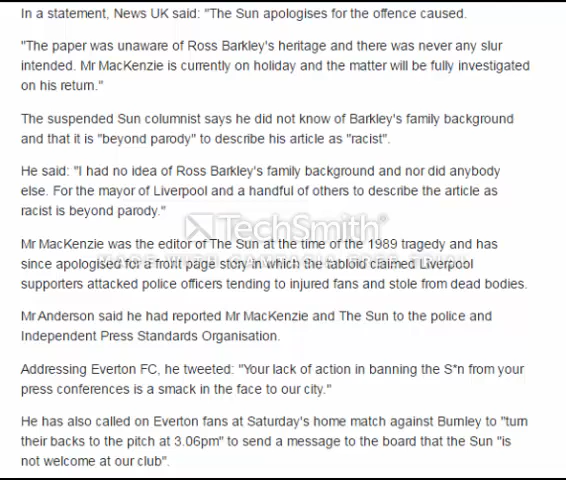 In a statement, News UK said: "The Sun apologises for the offence caused.
"The paper was unaware of Ross Barkley's heritage and there was never any slur
intended. Mr MacKenzie is currently on holiday and the matter will be fully investigated
on his return."
The suspended Sun columnist says he did not know of Barkley's family background
and that it is "beyond parody" to describe his article as "racist".
He said: "I had no idea of Ross Barkley's family background and nor did anybody
else. For the mayor of Liverpool and a handful of others to describe the article as
racist is beyond parody."
TechSmith®
Mr MacKenzie was the editor of The Sun at the time of the 1989 tragedy and has
since apologised for a front page story in which the tabloid claimed Liverpool
supporters attacked police officers tending to injured fans and stole from dead bodies.
Mr Anderson said he had reported Mr MacKenzie and The Sun to the police and
Independent Press Standards Organisation.
Addressing Everton FC, he tweeted: "Your lack of action in banning the S*n from your
press conferences is a smack in the face to our city."
He has also called on Everton fans at Saturday's home match against Burnley to "turn
their backs to the pitch at 3.06pm" to send a message to the board that the Sun "is
not welcome at our club".